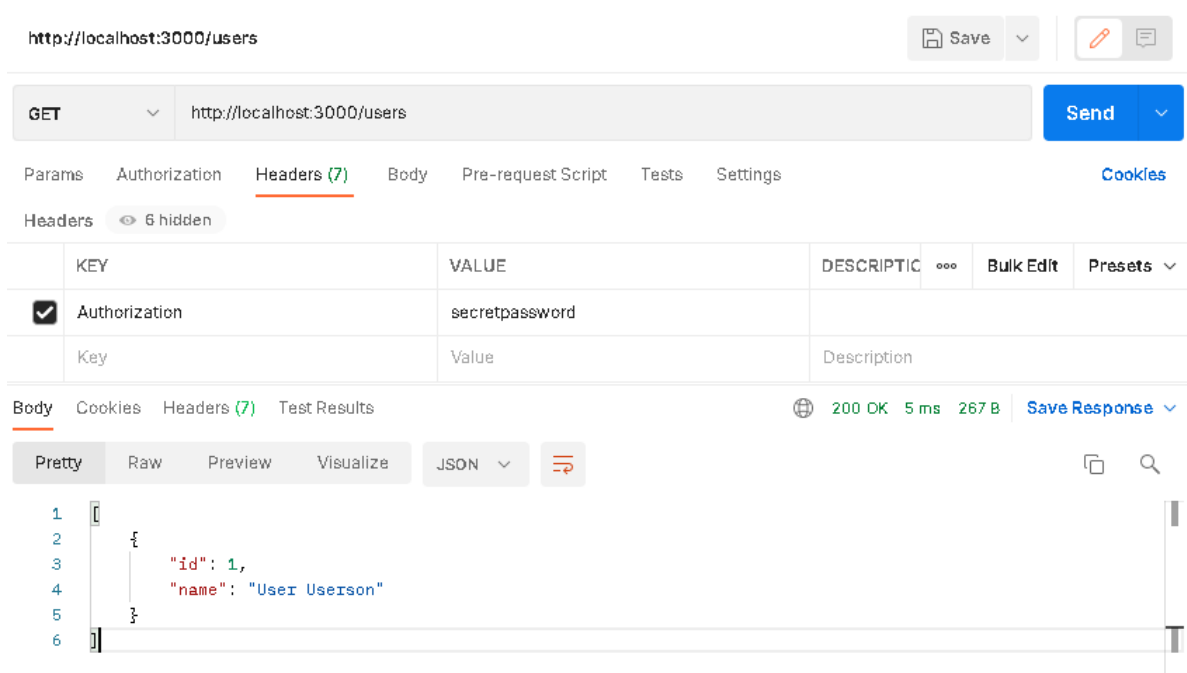 http://localhost:3000/users Save
GET http://localhost:3000/users Send
Params Authorization Headers (7) Body Pre-request Script Tests Settings Cookies
Headers 6 hidden
KEY VALUE DESCRIPTIC ooo Bulk Edit Presets
Authorization secretpassword
Key Value Description
Body Cookies Headers (7) Test Results 200 OK 5 ms 267 B Save Response
Pretty Raw Preview Visualize JSON
1 [
2 {
3 "id": 1,
4 "name": "User Userson"
5 }
6 ]